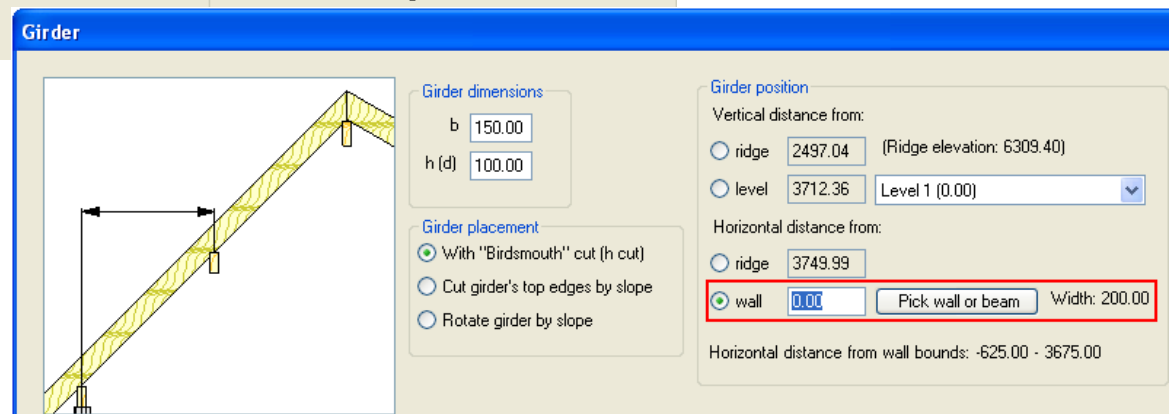 Girder
Girder dimensions
b 150.00
h (d) 100.00
Girder placement
With "Birdsmouth" cut (h cut)
Cut girder's top edges by slope
Rotate girder by slope
Girder position
Vertical distance from:
ridge 2497.04 (Ridge elevation: 6309.40)
level 3712.36 Level 1 (0.00)
Horizontal distance from:
ridge 3749.99
wall 0.00 Pick wall or beam Width: 200.00
Horizontal distance from wall bounds: -625.00 - 3675.00